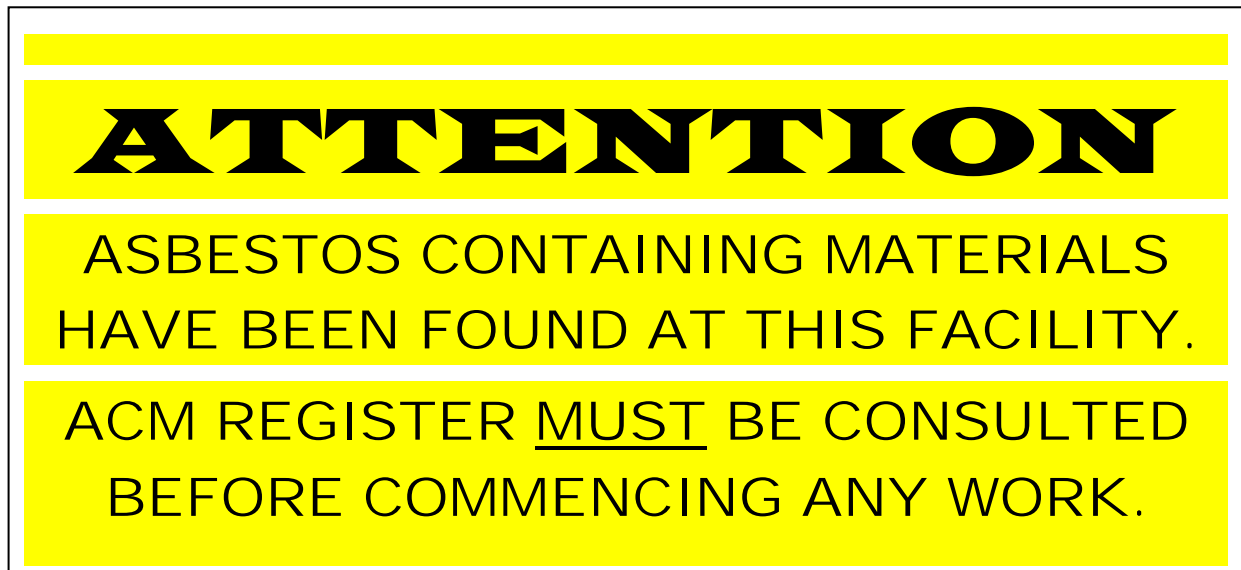 ATTENTION
ASBESTOS CONTAINING MATERIALS
HAVE BEEN FOUND AT THIS FACILITY.
ACM REGISTER MUST BE CONSULTED
BEFORE COMMENCING ANY WORK.